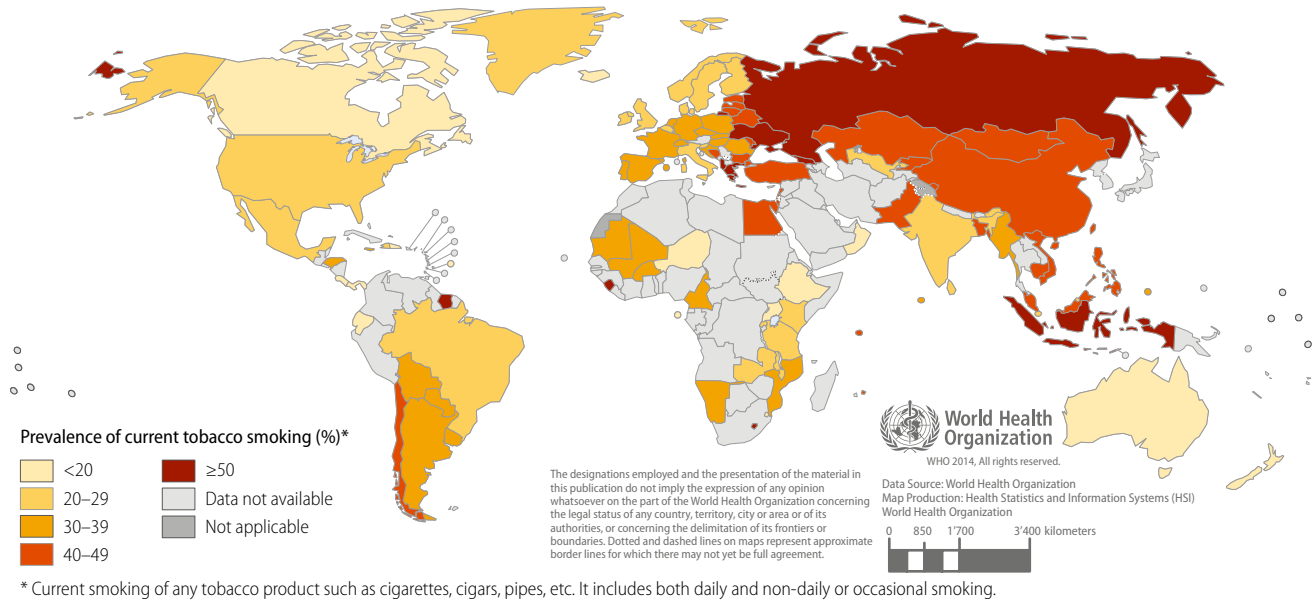 Prevalence of current tobacco smoking (%)*
<20
20–29
30–39
40–49
≥50
Data not available
Not applicable
The designations employed and the presentation of the material in
this publication do not imply the expression of any opinion
whatsoever on the part of the World Health Organization concerning
the legal status of any country, territory, city or area or of its
authorities, or concerning the delimitation of its frontiers or
boundaries. Dotted and dashed lines on maps represent approximate
border lines for which there may not yet be full agreement.
World Health
Organization
WHO 2014, All rights reserved.
Data Source: World Health Organization
Map Production: Health Statistics and Information Systems (HSI)
World Health Organization
0 850 1'700 3'400 kilometers
* Current smoking of any tobacco product such as cigarettes, cigars, pipes, etc. It includes both daily and non-daily or occasional smoking.